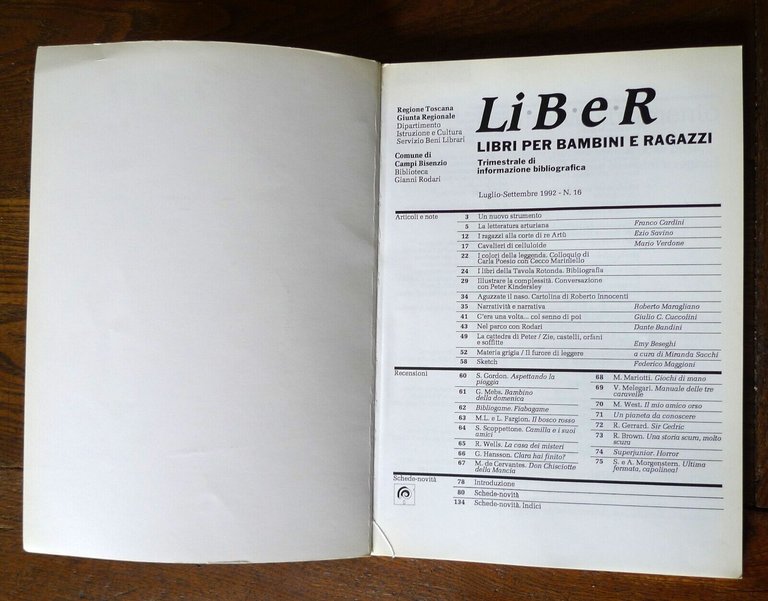 Regione Toscana
Giunta Regionale
Dipartimento
Istruzione e Cultura
Servizio Beni Librari
Comune di
Campi Bisenzio
Biblioteca
Gianni Rodari
Li·B·e·R
LIBRI PER BAMBINI E RAGAZZI
Trimestrale di
informazione bibliografica
Luglio-Settembre 1992 - N. 16
Articoli e note
3 Un nuovo strumento
5 La letteratura arturiana Franco Cardini
12 I ragazzi alla corte di re Artù Ezio Savino
17 Cavalieri di celluloide Mario Verdone
22 I colori della leggenda. Colloquio di
Carla Poesio con Cecco Mariniello
24 I libri della Tavola Rotonda. Bibliografia
29 Illustrare la complessità. Conversazione
con Peter Kindersley
34 Aguzzate il naso. Cartolina di Roberto Innocenti
35 Narratività e narrativa Roberto Maragliano
41 C'era una volta... col senno di poi Giulio C. Cuccolini
43 Nel parco con Rodari Dante Bandini
49 La cattedra di Peter / Zie, castelli, orfani
e soffitte Emy Beseghi
52 Materia grigia / Il furore di leggere a cura di Miranda Sacchi
58 Sketch Federico Maggioni
Recensioni
60 S. Gordon. Aspettando la
pioggia
61 G. Mebs. Bambino
della domenica
62 Bibliogame. Fiabagame
63 M.L. e L. Fargion. Il bosco rosso
64 S. Scoppettone. Camilla e i suoi
amici
65 R. Wells. La casa dei misteri
66 G. Hansson. Clara hai finito?
67 M. de Cervantes. Don Chisciotte
della Mancia
68 M. Mariotti. Giochi di mano
69 V. Melegari. Manuale delle tre
caravelle
70 M. West. Il mio amico orso
71 Un pianeta da conoscere
72 R. Gerrard. Sir Cedric
73 R. Brown. Una storia scura, molto
scura
74 Superjunior. Horror
75 S. e A. Morgenstern. Ultima
fermata, capolinea!
Schede-novità
78 Introduzione
80 Schede-novità
134 Schede-novità. Indici